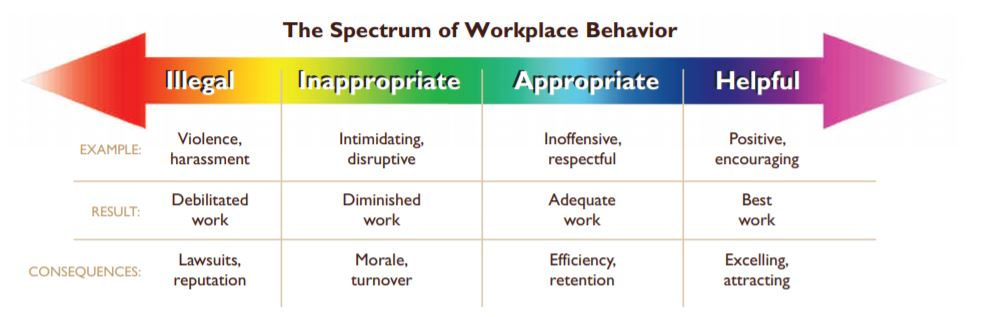 The Spectrum of Workplace Behavior
Illegal Inappropriate Appropriate Helpful
EXAMPLE: Violence, harassment Intimidating, disruptive Inoffensive, respectful Positive, encouraging
RESULT: Debilitated work Diminished work Adequate work Best work
CONSEQUENCES: Lawsuits, reputation Morale, turnover Efficiency, retention Excelling, attracting